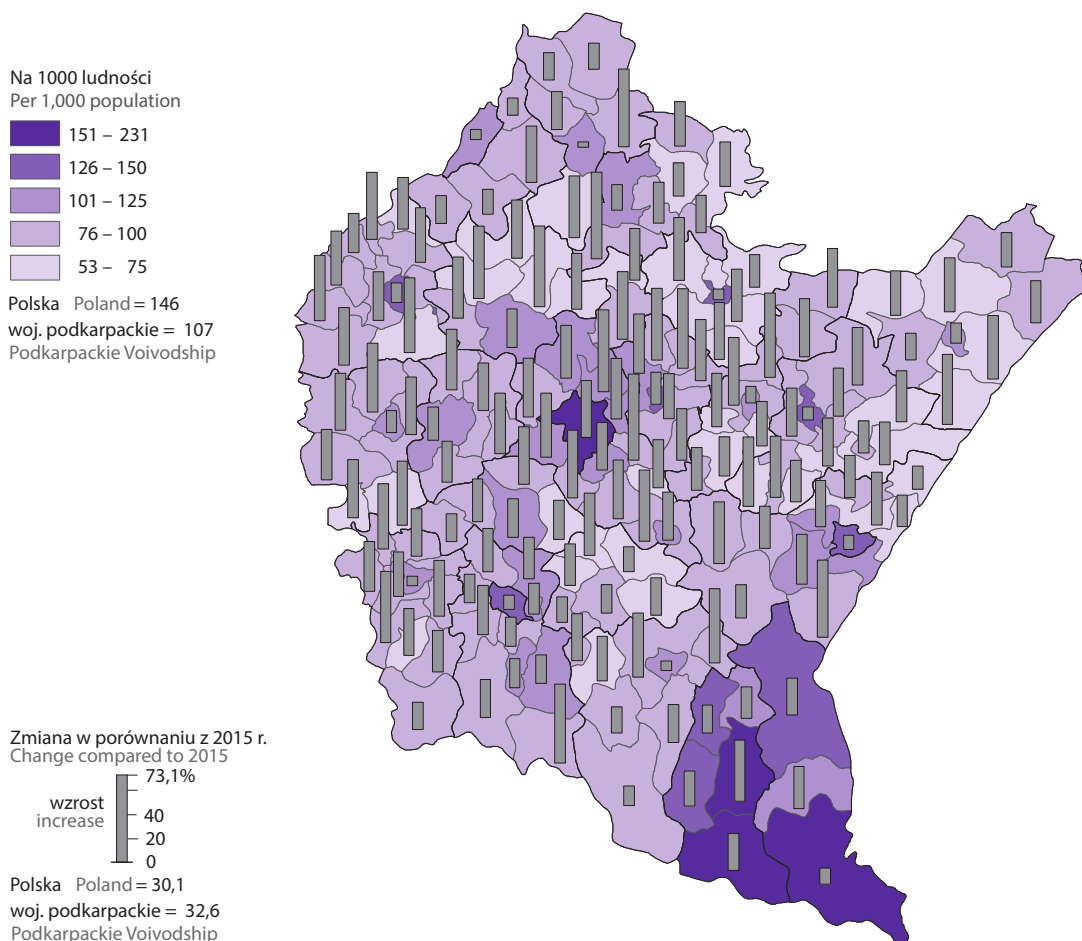 Na 1000 ludności
Per 1,000 population
151 – 231
126 – 150
101 – 125
76 – 100
53 – 75
Polska Poland = 146
woj. podkarpackie = 107
Podkarpackie Voivodship
Zmiana w porównaniu z 2015 r.
Change compared to 2015
73,1%
wzrost
increase
40
20
0
Polska Poland = 30,1
woj. podkarpackie = 32,6
Podkarpackie Voivodship